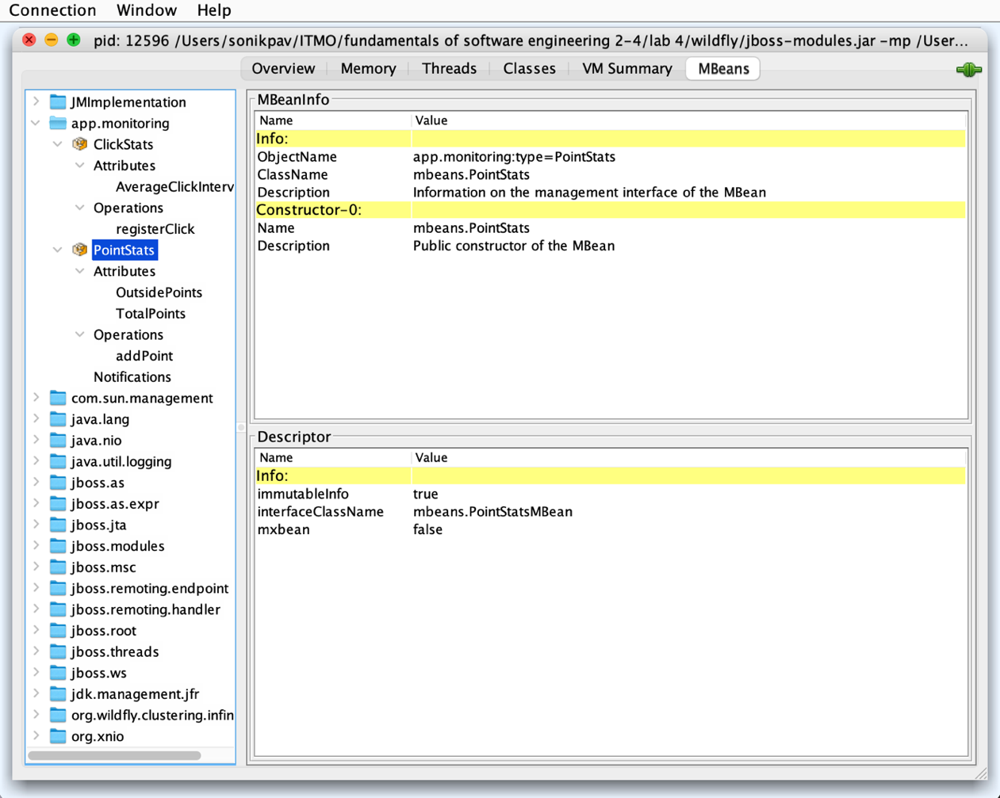 Connection Window Help
pid: 12596 /Users/sonikpav/ITMO/fundamentals of software engineering 2-4/lab 4/wildfly/jboss-modules.jar -mp /User...
Overview Memory Threads Classes VM Summary MBeans
JMImplementation
app.monitoring
ClickStats
Attributes
AverageClickInterv
Operations
registerClick
PointStats
Attributes
OutsidePoints
TotalPoints
Operations
addPoint
Notifications
com.sun.management
java.lang
java.nio
java.util.logging
jboss.as
jboss.as.expr
jboss.jta
jboss.modules
jboss.msc
jboss.remoting.endpoint
jboss.remoting.handler
jboss.root
jboss.threads
jboss.ws
jdk.management.jfr
org.wildfly.clustering.infin
org.xnio
MBeanInfo
Name Value
Info:
ObjectName app.monitoring:type=PointStats
ClassName mbeans.PointStats
Description Information on the management interface of the MBean
Constructor-0:
Name mbeans.PointStats
Description Public constructor of the MBean
Descriptor
Name Value
Info:
immutableInfo true
interfaceClassName mbeans.PointStatsMBean
mxbean false